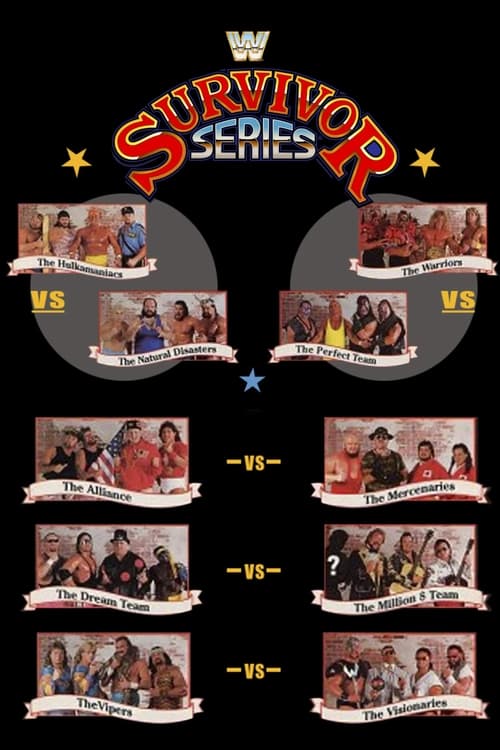 W
SURVIVOR
SERIES
The Hulkamaniacs
The Warriors
VS
VS
The Natural Disasters
The Perfect Team
The Alliance
-VS-
The Mercenaries
The Dream Team
-VS-
?
The Million $ Team
TheVipers
-VS-
The Visionaries